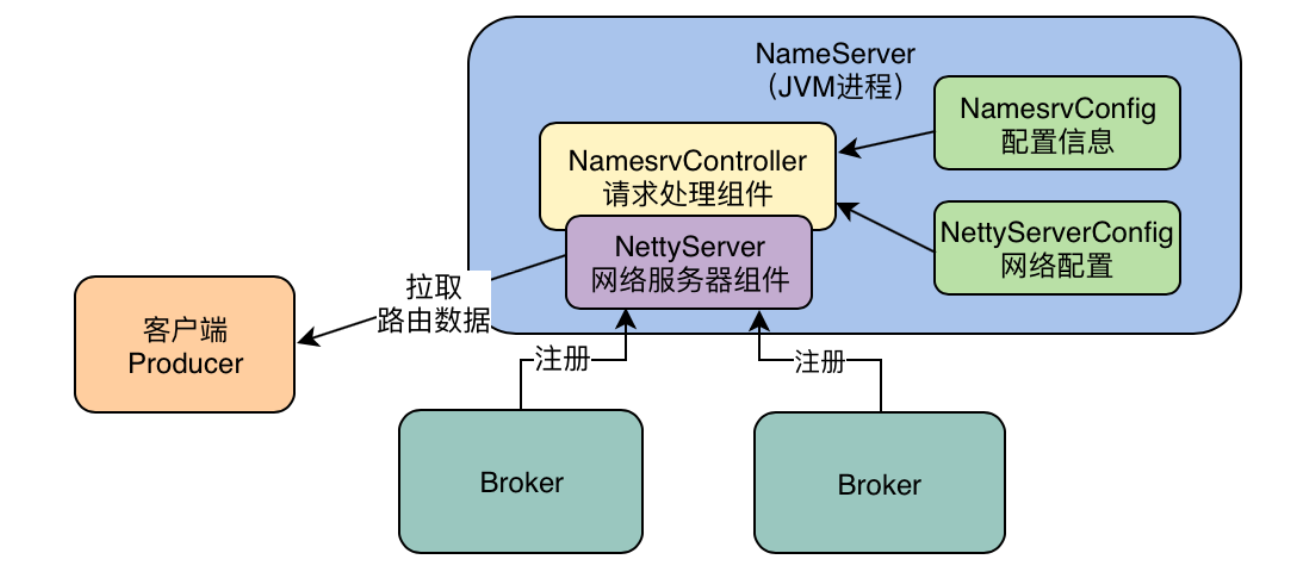 NameServer
（JVM进程）
NamesrvConfig
配置信息
NamesrvController
请求处理组件
NettyServerConfig
网络配置
NettyServer
网络服务器组件
拉取
路由数据
客户端
Producer
注册
注册
Broker
Broker